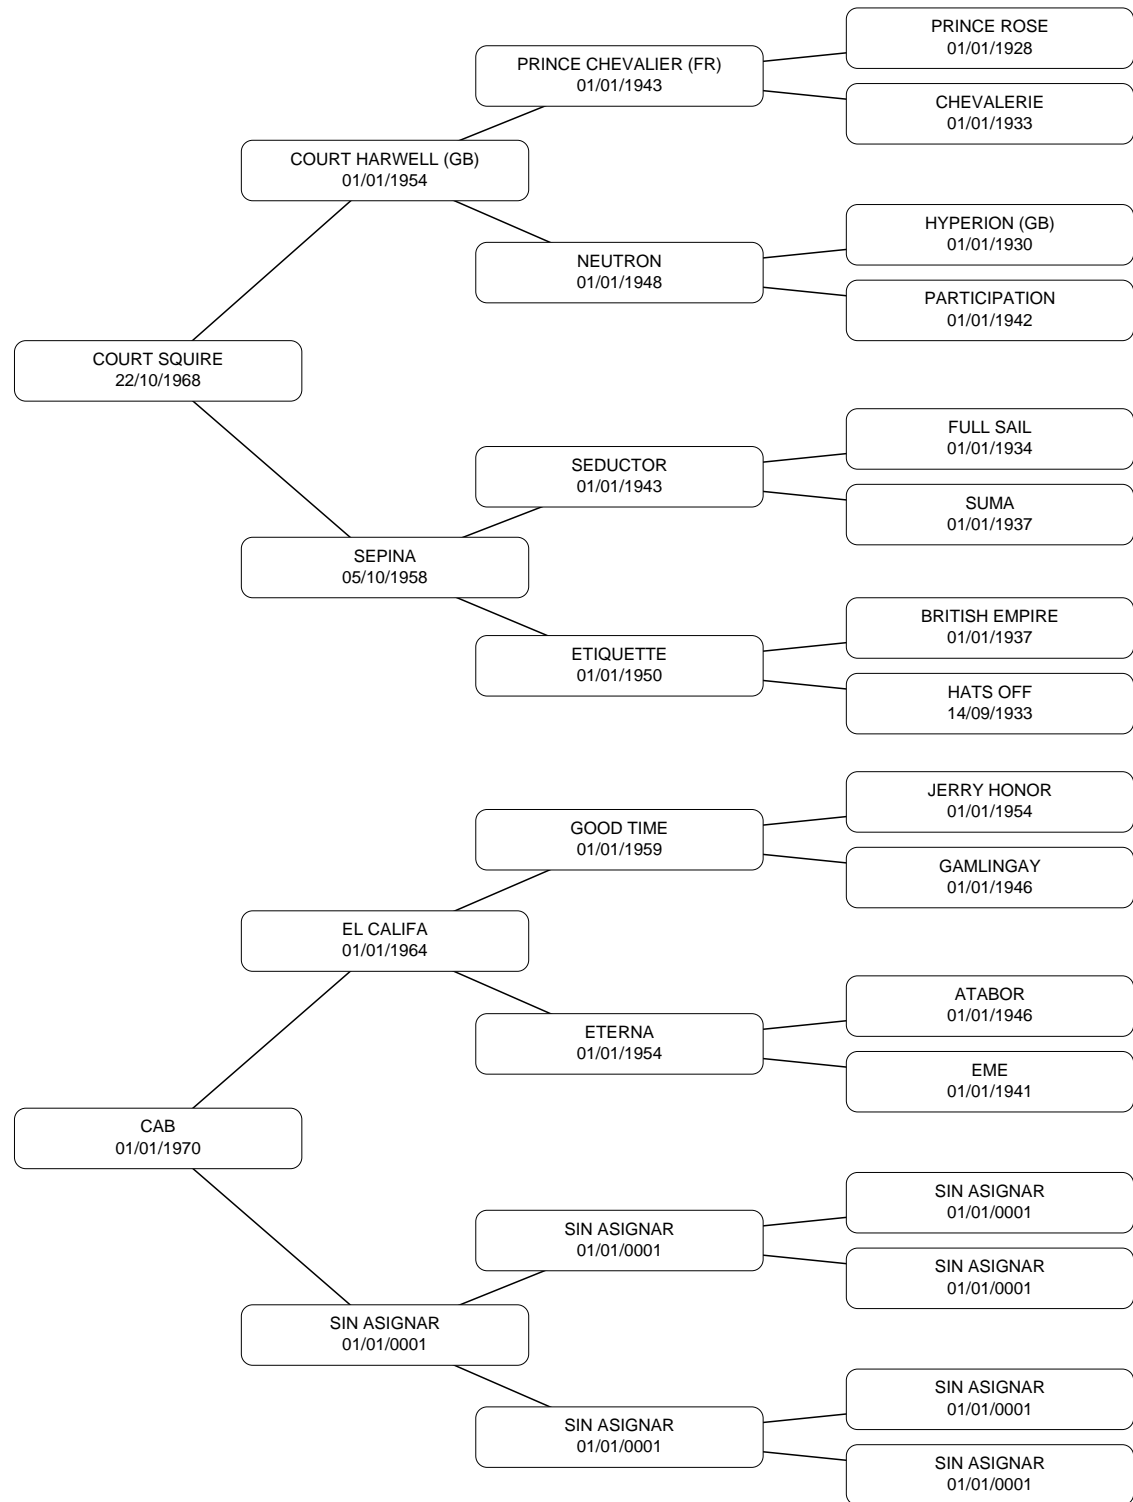 PRINCE ROSE
01/01/1928
PRINCE CHEVALIER (FR)
01/01/1943
CHEVALERIE
01/01/1933
COURT HARWELL (GB)
01/01/1954
HYPERION (GB)
01/01/1930
NEUTRON
01/01/1948
PARTICIPATION
01/01/1942
COURT SQUIRE
22/10/1968
FULL SAIL
01/01/1934
SEDUCTOR
01/01/1943
SUMA
01/01/1937
SEPINA
05/10/1958
BRITISH EMPIRE
01/01/1937
ETIQUETTE
01/01/1950
HATS OFF
14/09/1933
JERRY HONOR
01/01/1954
GOOD TIME
01/01/1959
GAMLINGAY
01/01/1946
EL CALIFA
01/01/1964
ATABOR
01/01/1946
ETERNA
01/01/1954
EME
01/01/1941
CAB
01/01/1970
SIN ASIGNAR
01/01/0001
SIN ASIGNAR
01/01/0001
SIN ASIGNAR
01/01/0001
SIN ASIGNAR
01/01/0001
SIN ASIGNAR
01/01/0001
SIN ASIGNAR
01/01/0001
SIN ASIGNAR
01/01/0001